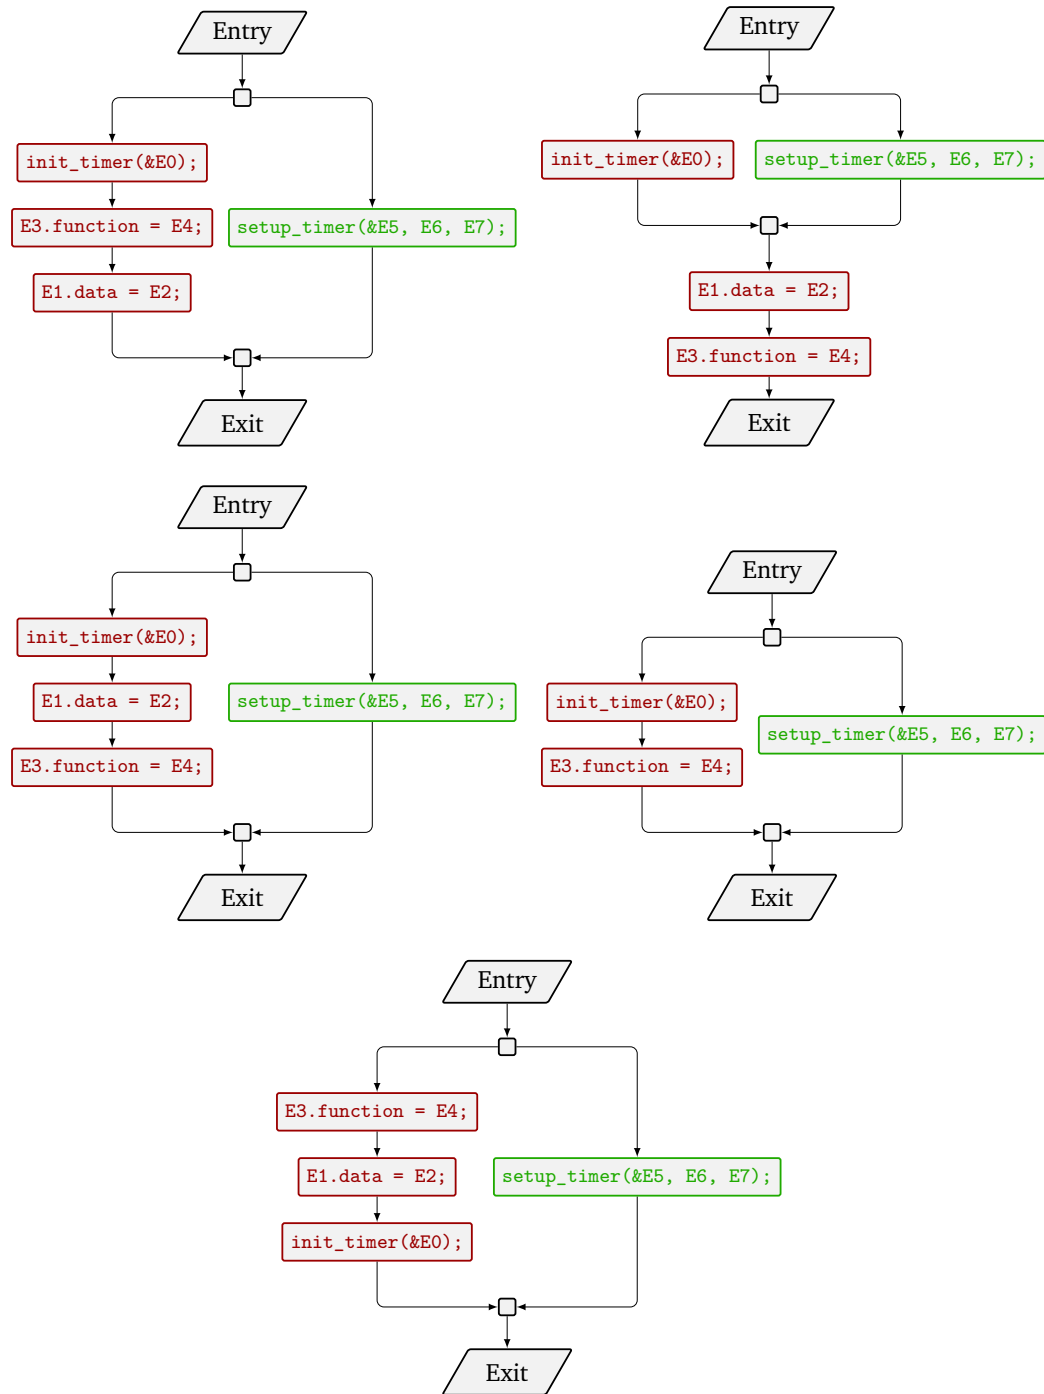 Entry
init_timer(&E0);
E3.function = E4;
setup_timer(&E5, E6, E7);
E1.data = E2;
Exit
Entry
init_timer(&E0);
setup_timer(&E5, E6, E7);
E1.data = E2;
E3.function = E4;
Exit
Entry
init_timer(&E0);
E1.data = E2;
setup_timer(&E5, E6, E7);
E3.function = E4;
Exit
Entry
init_timer(&E0);
setup_timer(&E5, E6, E7);
E3.function = E4;
Exit
Entry
E3.function = E4;
E1.data = E2;
setup_timer(&E5, E6, E7);
init_timer(&E0);
Exit